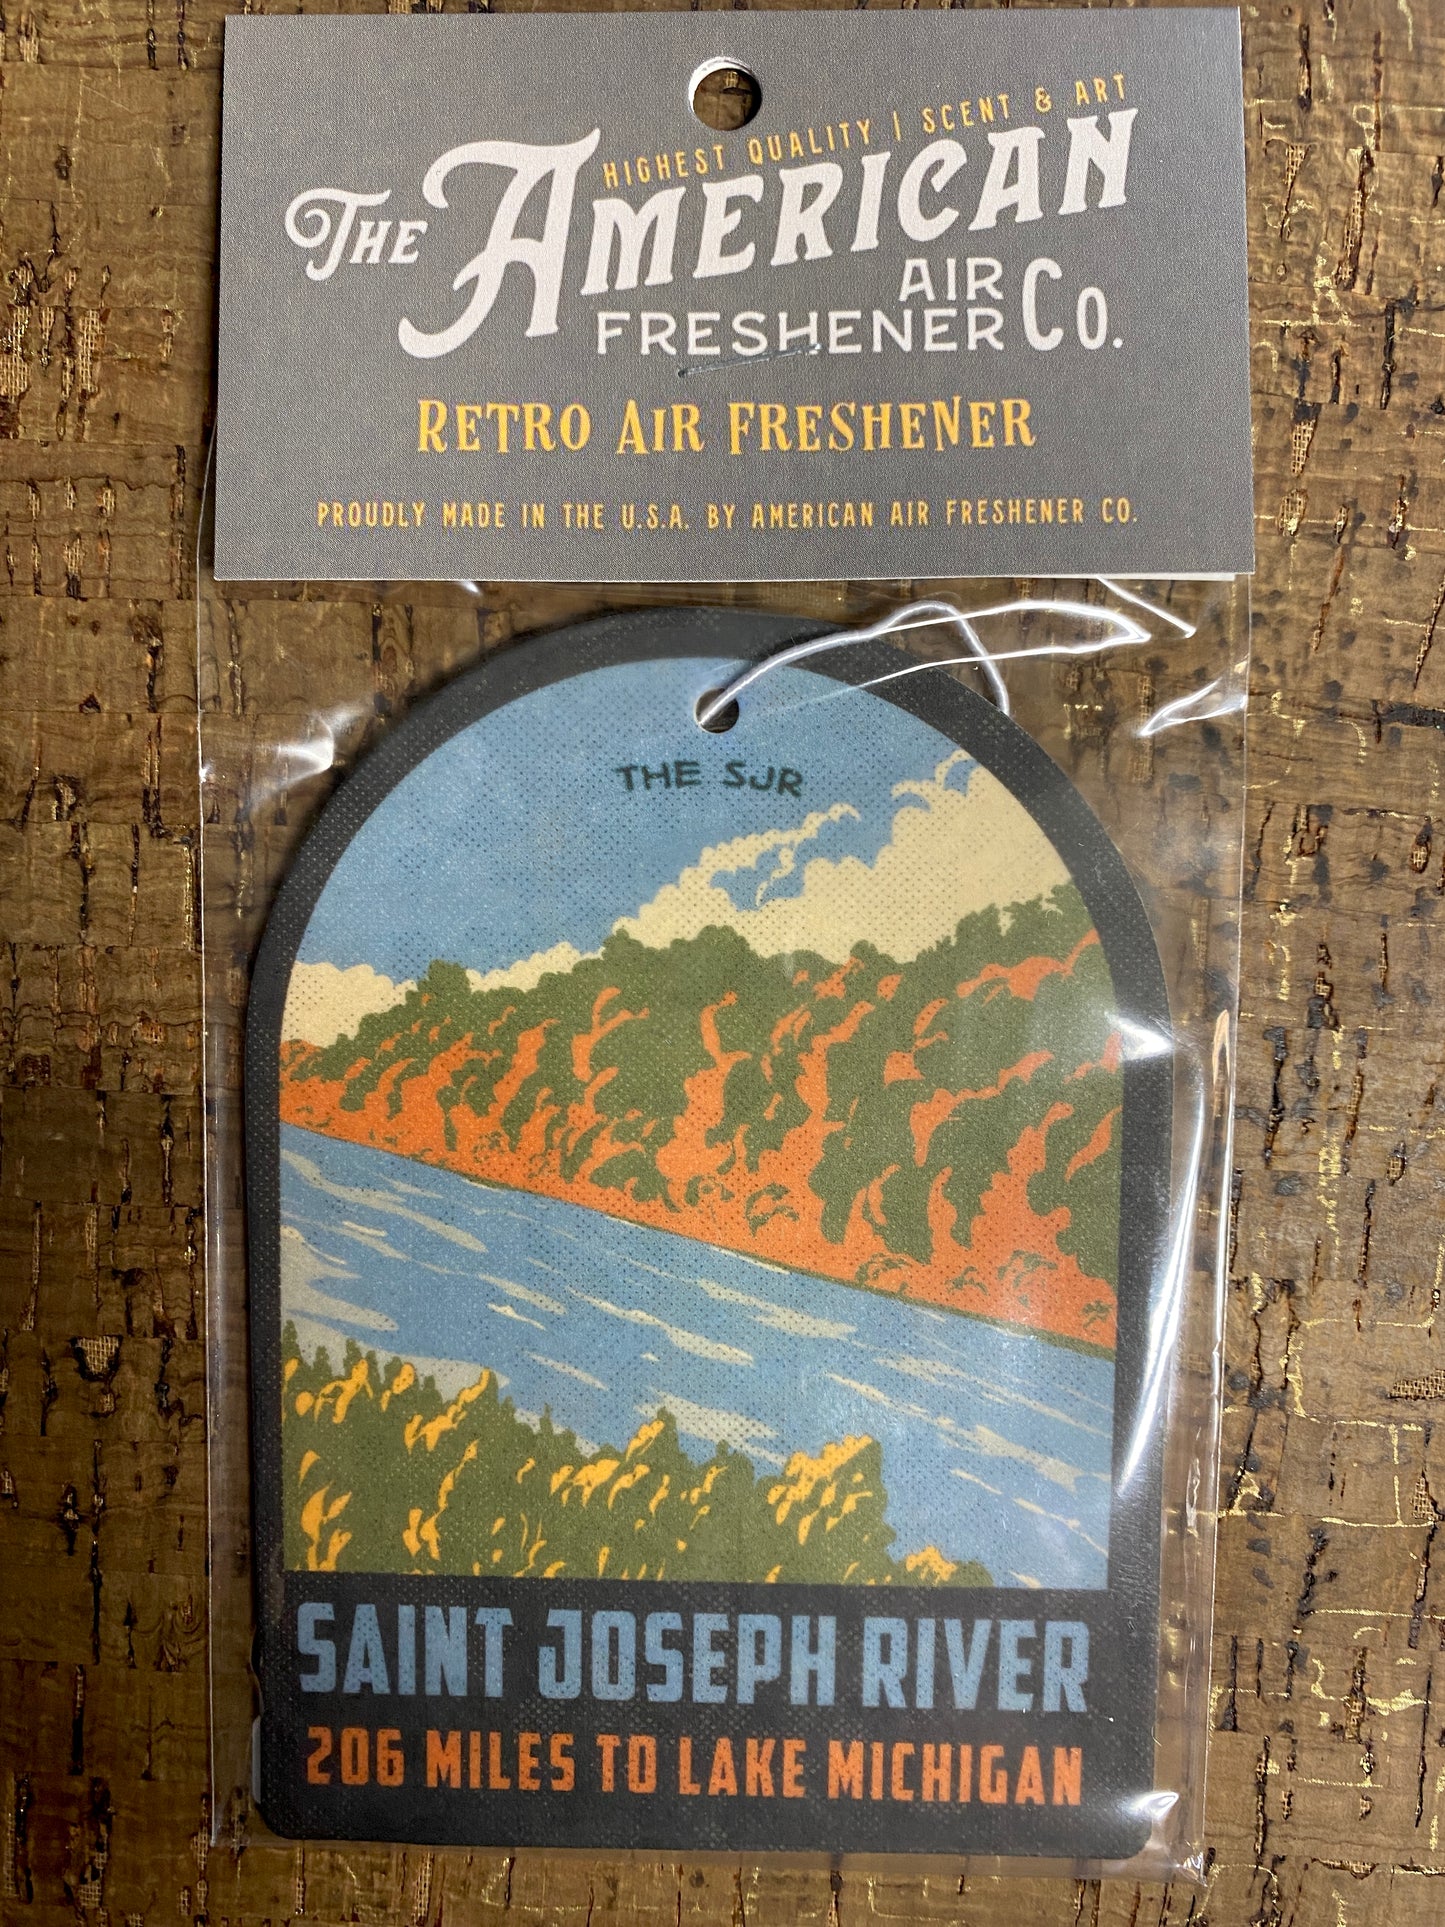 HIGHEST QUALITY | SCENT & ART
THE AMERICAN
AIR
FRESHENER CO.
RETRO AIR FRESHENER
PROUDLY MADE IN THE U.S.A. BY AMERICAN AIR FRESHENER CO.
THE SJR
SAINT JOSEPH RIVER
206 MILES TO LAKE MICHIGAN